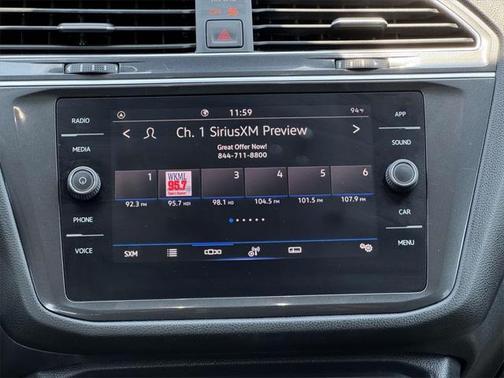 11:59
94°F
RADIO
APP
< Ch. 1 SiriusXM Preview >
Great Offer Now!
844-711-8800
MEDIA
SOUND
1
WKML
95.7
3
4
5
6
92.3 FM
95.7 HD1
98.1 HD
104.5 FM
101.5 FM
107.9 FM
PHONE
CAR
VOICE
SXM
MENU